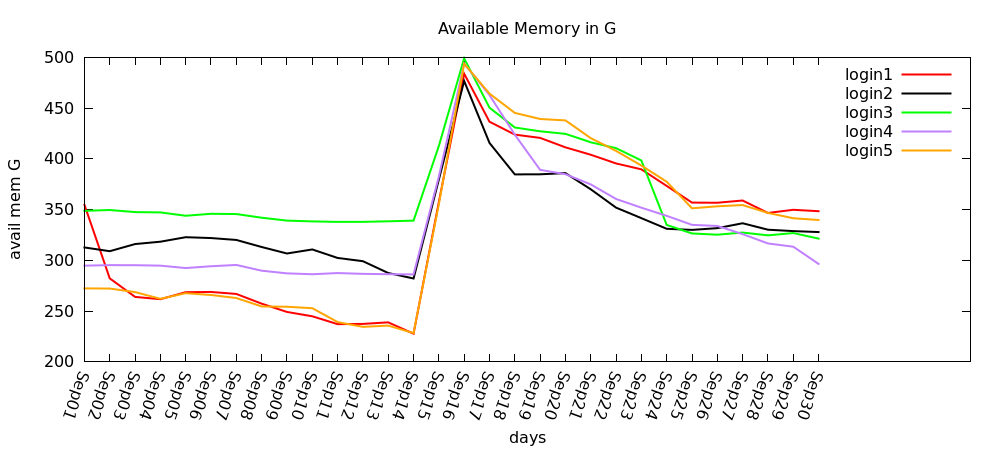 Available Memory in G
500
450
400
350
300
250
200
avail mem G
login1
login2
login3
login4
login5
Sep01
Sep02
Sep03
Sep04
Sep05
Sep06
Sep07
Sep08
Sep09
Sep10
Sep11
Sep12
Sep13
Sep14
Sep15
Sep16
Sep17
Sep18
Sep19
Sep20
Sep21
Sep22
Sep23
Sep24
Sep25
Sep26
Sep27
Sep28
Sep29
Sep30
days